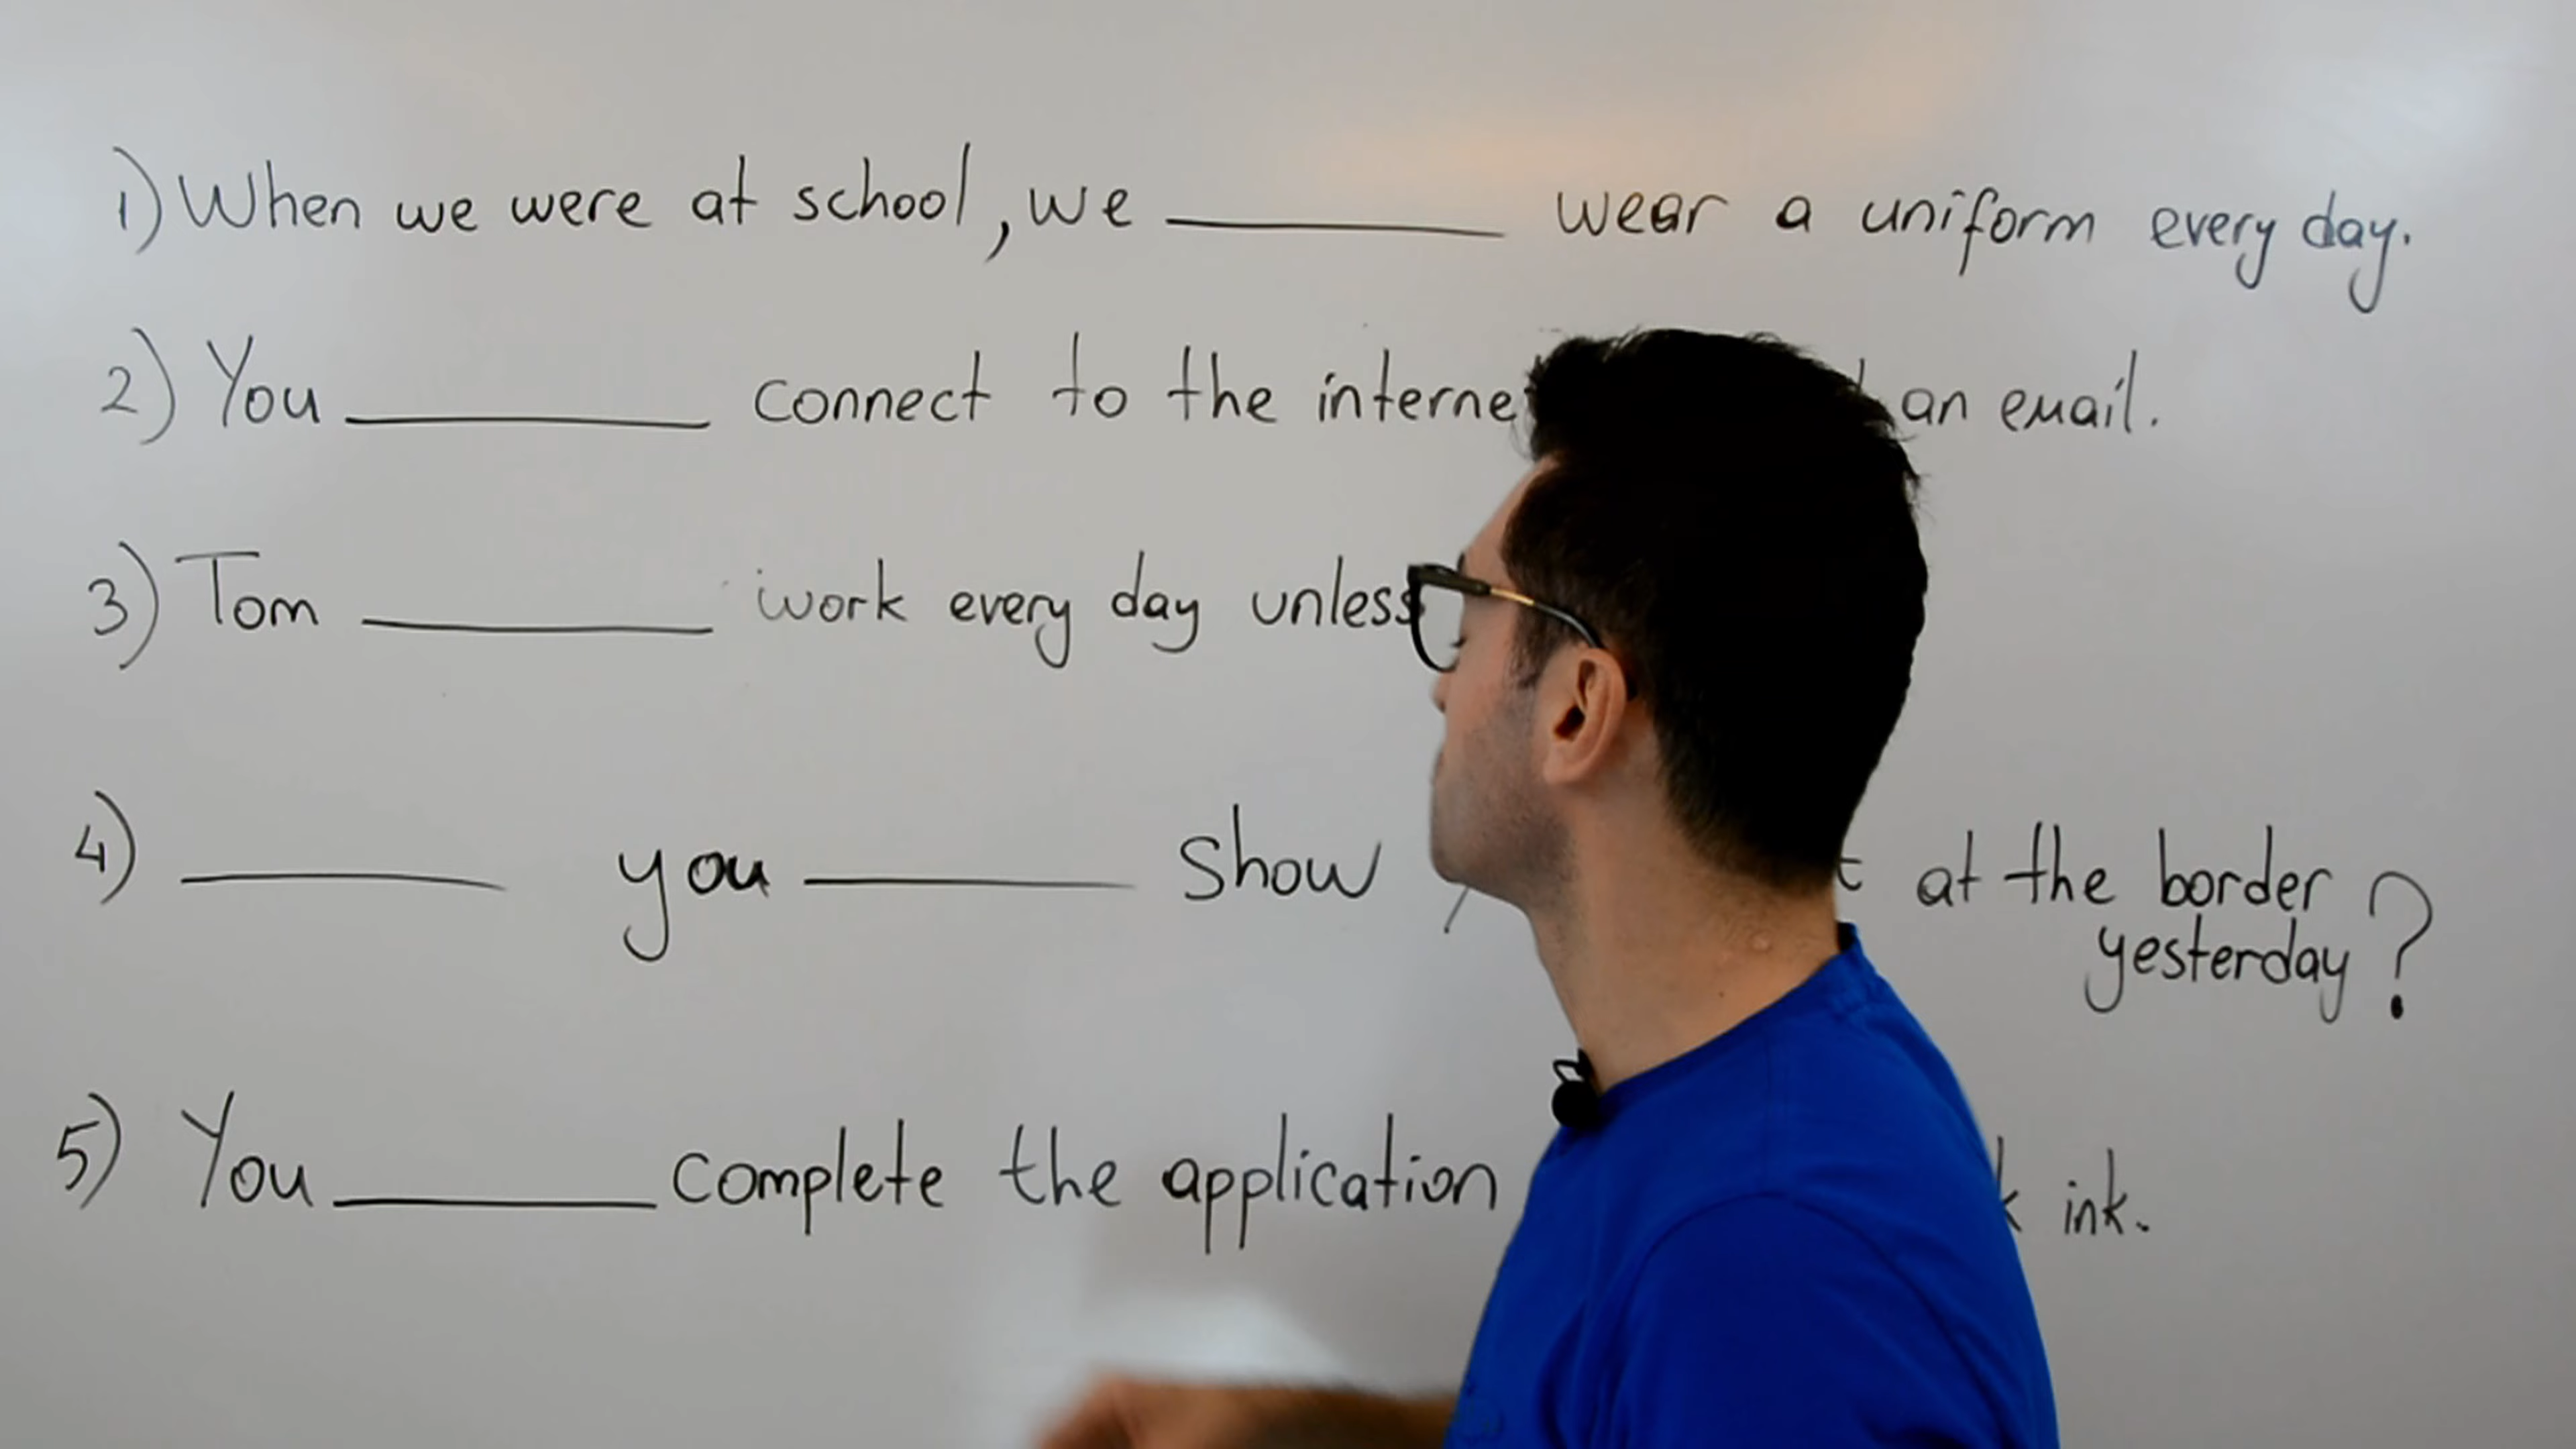 1) When we were at school, we ________ wear a uniform every day.
2) You ________ connect to the internet an email.
3) Tom ________ work every day unless
4) ________ you ________ show at the border
yesterday?
5) You ________ complete the application ink.